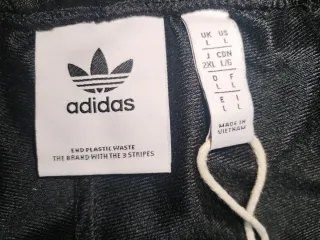 adidas
END PLASTIC WASTE
THE BRAND WITH THE 3 STRIPES
UK US
L L
J CDN
2XL L/G
D F
L L
E I
L L
MADE IN
VIETNAM